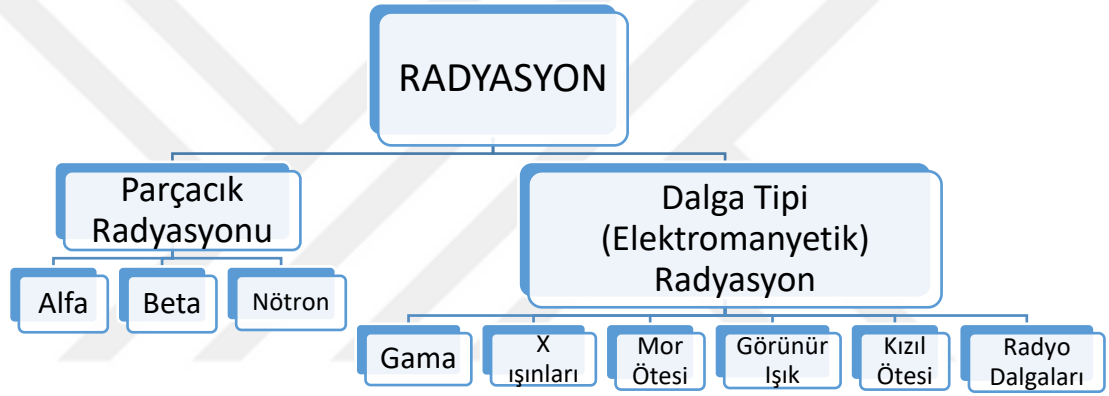 RADYASYON
Parçacık
Radyasyonu
Dalga Tipi
(Elektromanyetik)
Radyasyon
Alfa
Beta
Nötron
Gama
X
ışınları
Mor
Ötesi
Görünür
Işık
Kızıl
Ötesi
Radyo
Dalgaları